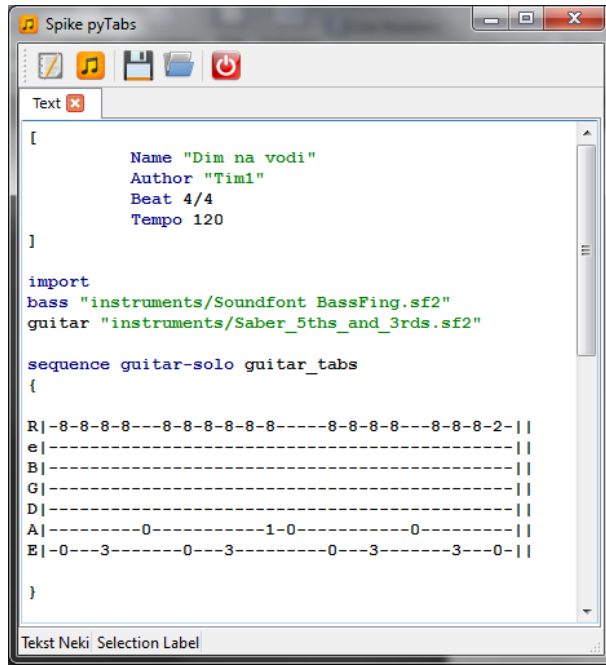 Spike pyTabs
Text
[
Name "Dim na vodi"
Author "Tim1"
Beat 4/4
Tempo 120
]
import
bass "instruments/Soundfont BassFing.sf2"
guitar "instruments/Saber_5ths_and_3rds.sf2"
sequence guitar-solo guitar_tabs
{
R|-8-8-8-8---8-8-8-8-8-8-----8-8-8-8---8-8-8-2-||
e|---------------------------------------------||
B|---------------------------------------------||
G|---------------------------------------------||
D|---------------------------------------------||
A|---------0-----------1-0-----------0---------||
E|-0---3-------0---3---------0---3-------3---0-||
}
Tekst Neki Selection Label